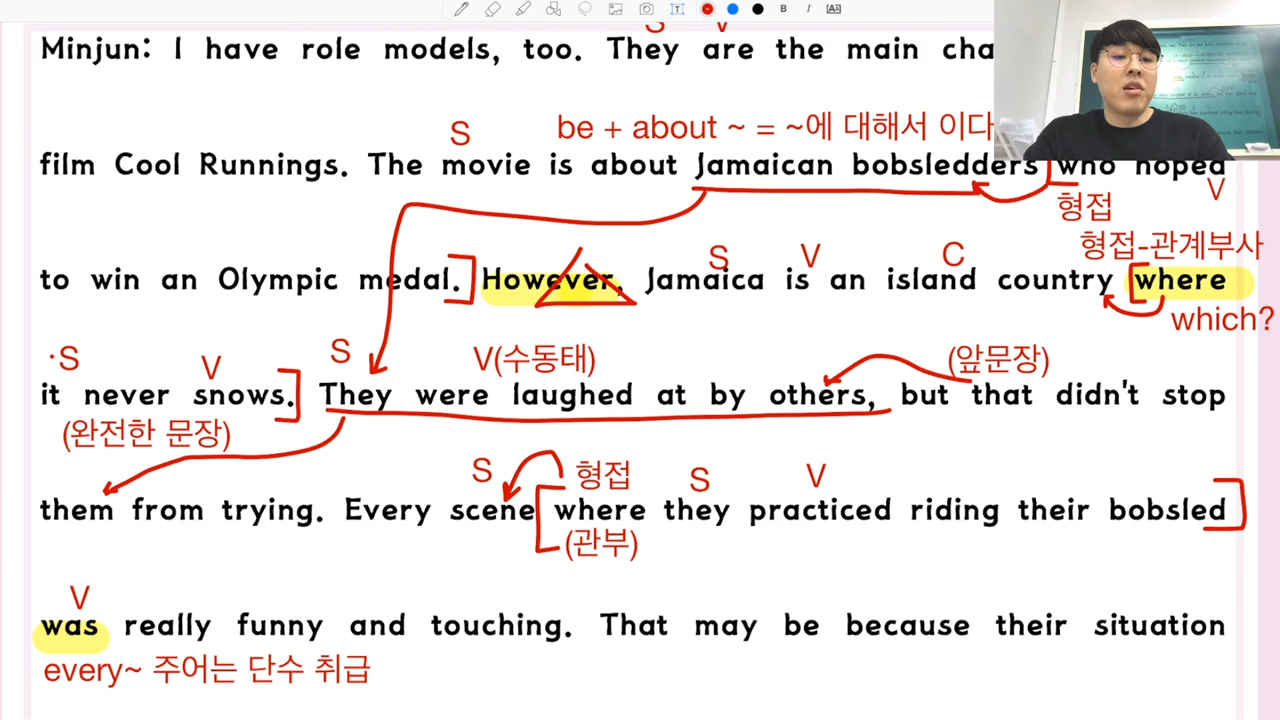 B I A
S V
Minjun: I have role models, too. They are the main cha
S be + about ~ = ~에 대해서 이다
film Cool Runnings. The movie is about Jamaican bobsledders who hoped
형접 V
S V C 형접-관계부사
to win an Olympic medal. However, Jamaica is an island country where
which?
·S V S V(수동태) (앞문장)
it never snows. They were laughed at by others, but that didn't stop
(완전한 문장)
S 형접 S V
them from trying. Every scene where they practiced riding their bobsled
(관부)
V
was really funny and touching. That may be because their situation
every~ 주어는 단수 취급